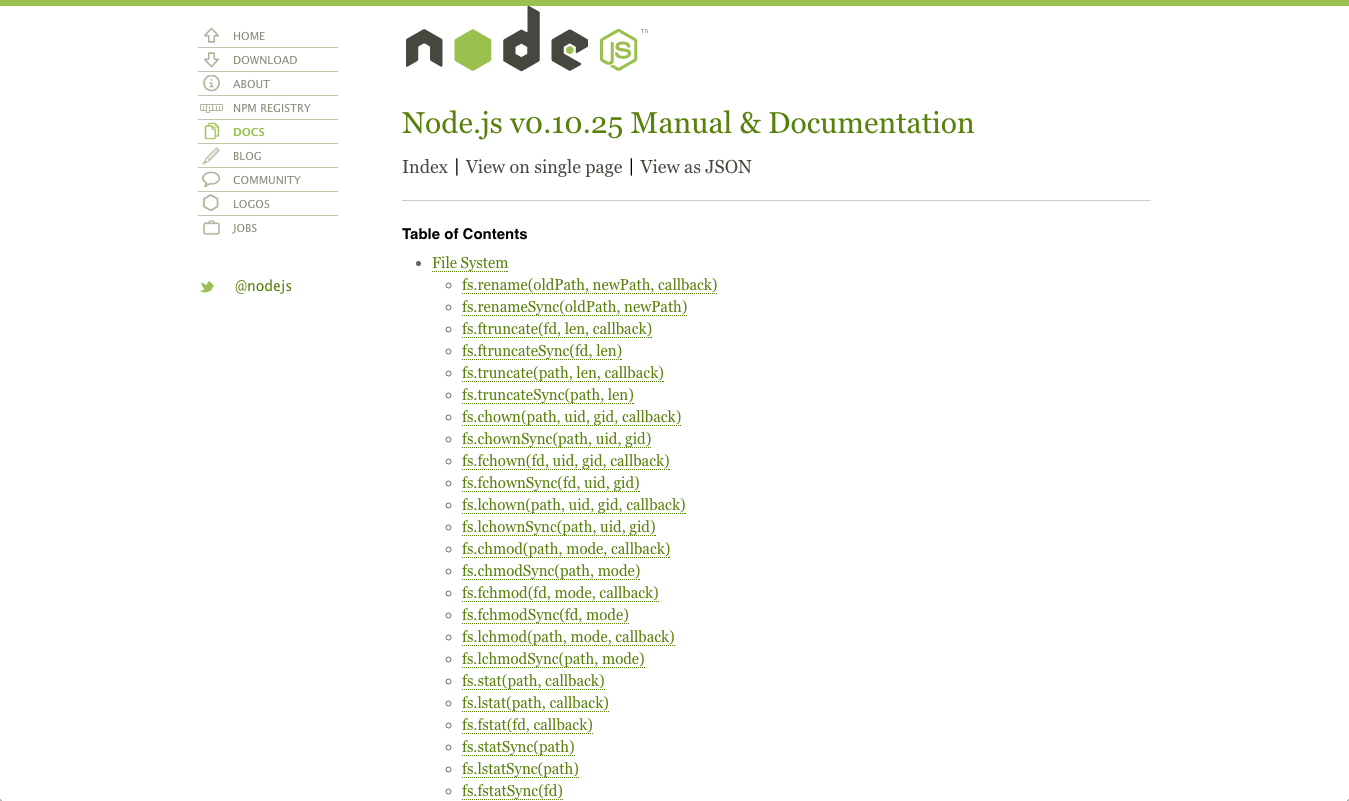 HOME
DOWNLOAD
ABOUT
NPM REGISTRY
DOCS
BLOG
COMMUNITY
LOGOS
JOBS
@nodejs
node JS ™
Node.js v0.10.25 Manual & Documentation
Index | View on single page | View as JSON
Table of Contents
File System
fs.rename(oldPath, newPath, callback)
fs.renameSync(oldPath, newPath)
fs.ftruncate(fd, len, callback)
fs.ftruncateSync(fd, len)
fs.truncate(path, len, callback)
fs.truncateSync(path, len)
fs.chown(path, uid, gid, callback)
fs.chownSync(path, uid, gid)
fs.fchown(fd, uid, gid, callback)
fs.fchownSync(fd, uid, gid)
fs.lchown(path, uid, gid, callback)
fs.lchownSync(path, uid, gid)
fs.chmod(path, mode, callback)
fs.chmodSync(path, mode)
fs.fchmod(fd, mode, callback)
fs.fchmodSync(fd, mode)
fs.lchmod(path, mode, callback)
fs.lchmodSync(path, mode)
fs.stat(path, callback)
fs.lstat(path, callback)
fs.fstat(fd, callback)
fs.statSync(path)
fs.lstatSync(path)
fs.fstatSync(fd)